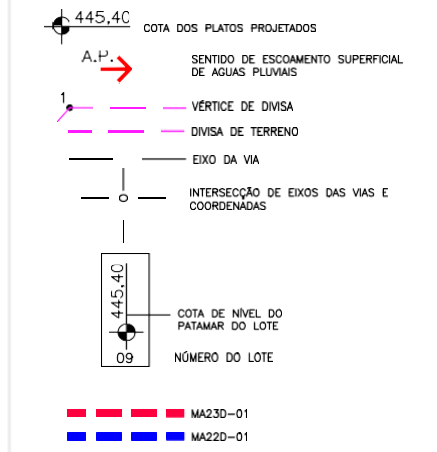 445,40 COTA DOS PLATOS PROJETADOS
A.P. SENTIDO DE ESCOAMENTO SUPERFICIAL
DE AGUAS PLUVIAIS
1 VÉRTICE DE DIVISA
DIVISA DE TERRENO
EIXO DA VIA
INTERSECÇÃO DE EIXOS DAS VIAS E
COORDENADAS
445,40
COTA DE NÍVEL DO
PATAMAR DO LOTE
09 NÚMERO DO LOTE
MA23D-01
MA22D-01